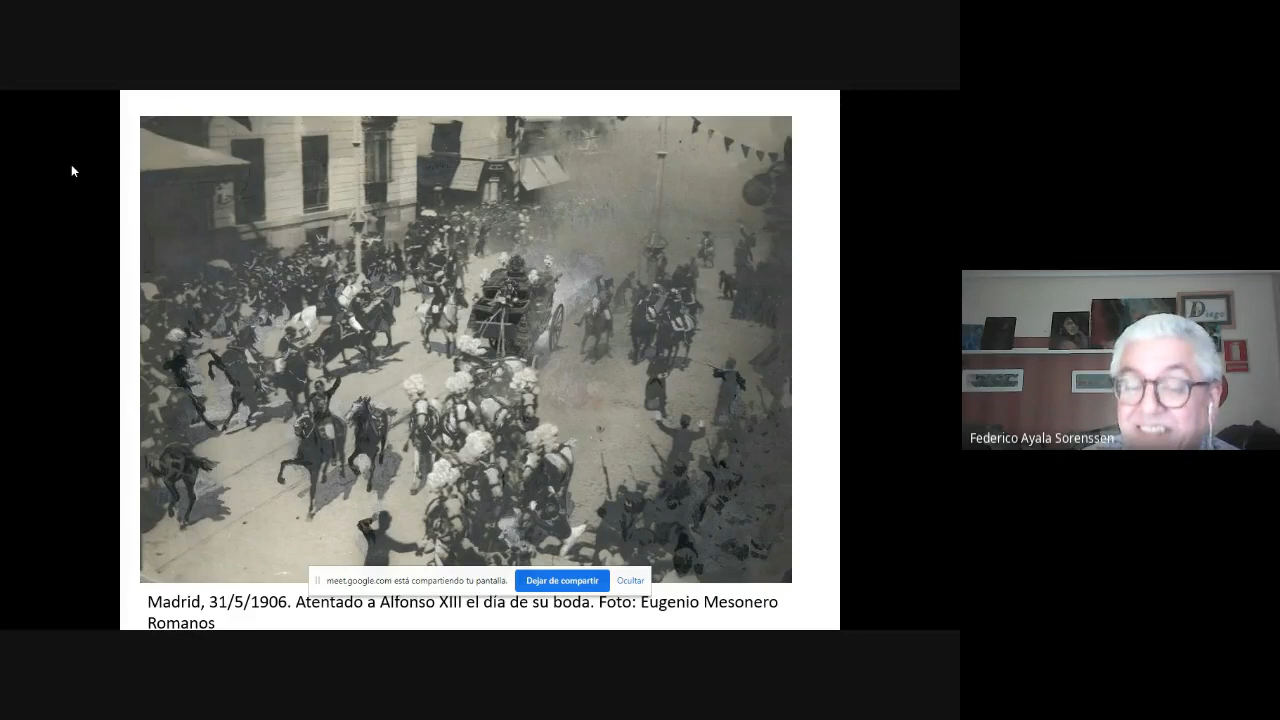 Diego
Federico Ayala Sorenssen
meet.google.com está compartiendo tu pantalla.
Dejar de compartir
Ocultar
Madrid, 31/5/1906. Atentado a Alfonso XIII el día de su boda. Foto: Eugenio Mesonero
Romanos